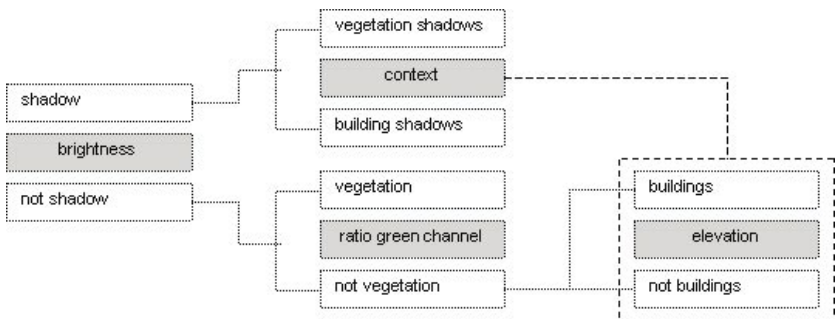 vegetation shadows
context
building shadows
shadow
brightness
not shadow
vegetation
ratio green channel
not vegetation
buildings
elevation
not buildings